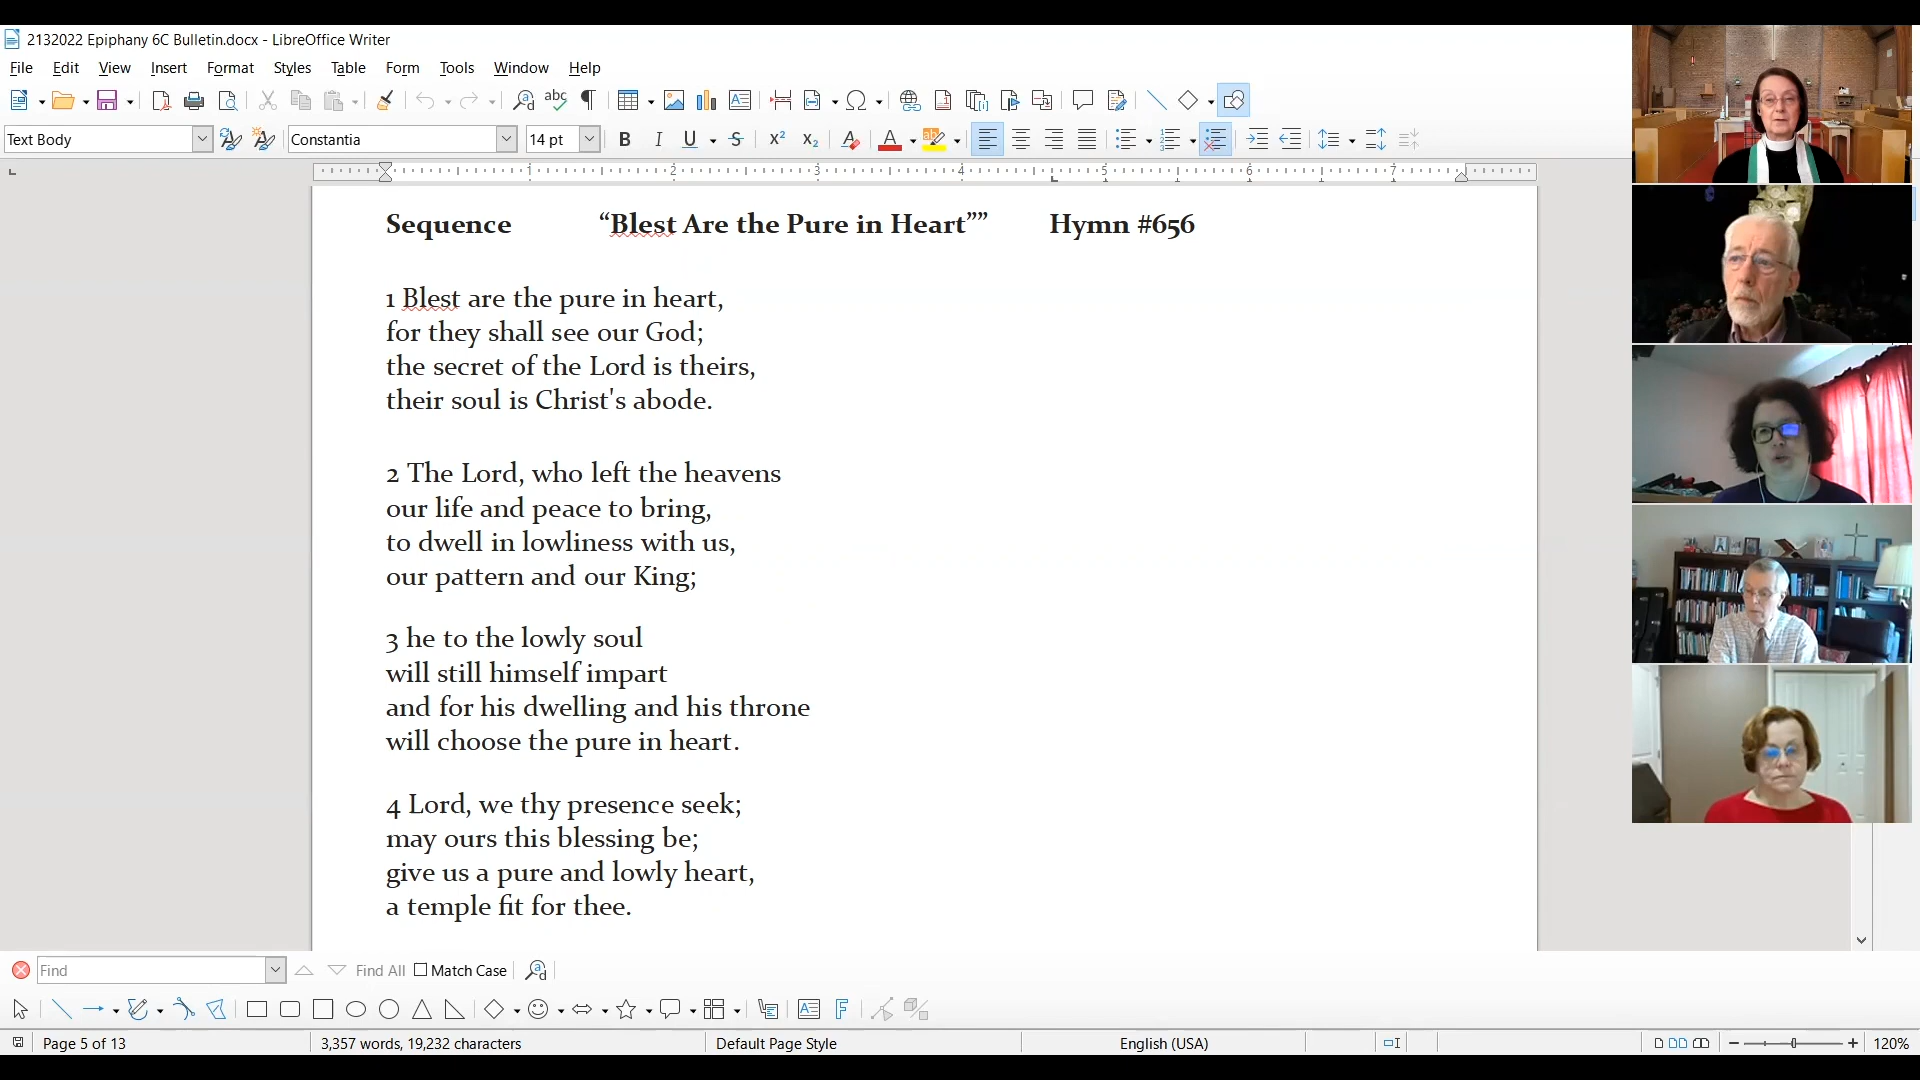 2132022 Epiphany 6C Bulletin.docx - LibreOffice Writer
File Edit View Insert Format Styles Table Form Tools Window Help
Text Body Constantia 14 pt
1 2 3 4 5 6 7
Sequence “Blest Are the Pure in Heart”” Hymn #656
1 Blest are the pure in heart,
for they shall see our God;
the secret of the Lord is theirs,
their soul is Christ's abode.
2 The Lord, who left the heavens
our life and peace to bring,
to dwell in lowliness with us,
our pattern and our King;
3 he to the lowly soul
will still himself impart
and for his dwelling and his throne
will choose the pure in heart.
4 Lord, we thy presence seek;
may ours this blessing be;
give us a pure and lowly heart,
a temple fit for thee.
Find Find All Match Case
Page 5 of 13 3,357 words, 19,232 characters Default Page Style English (USA) 120%